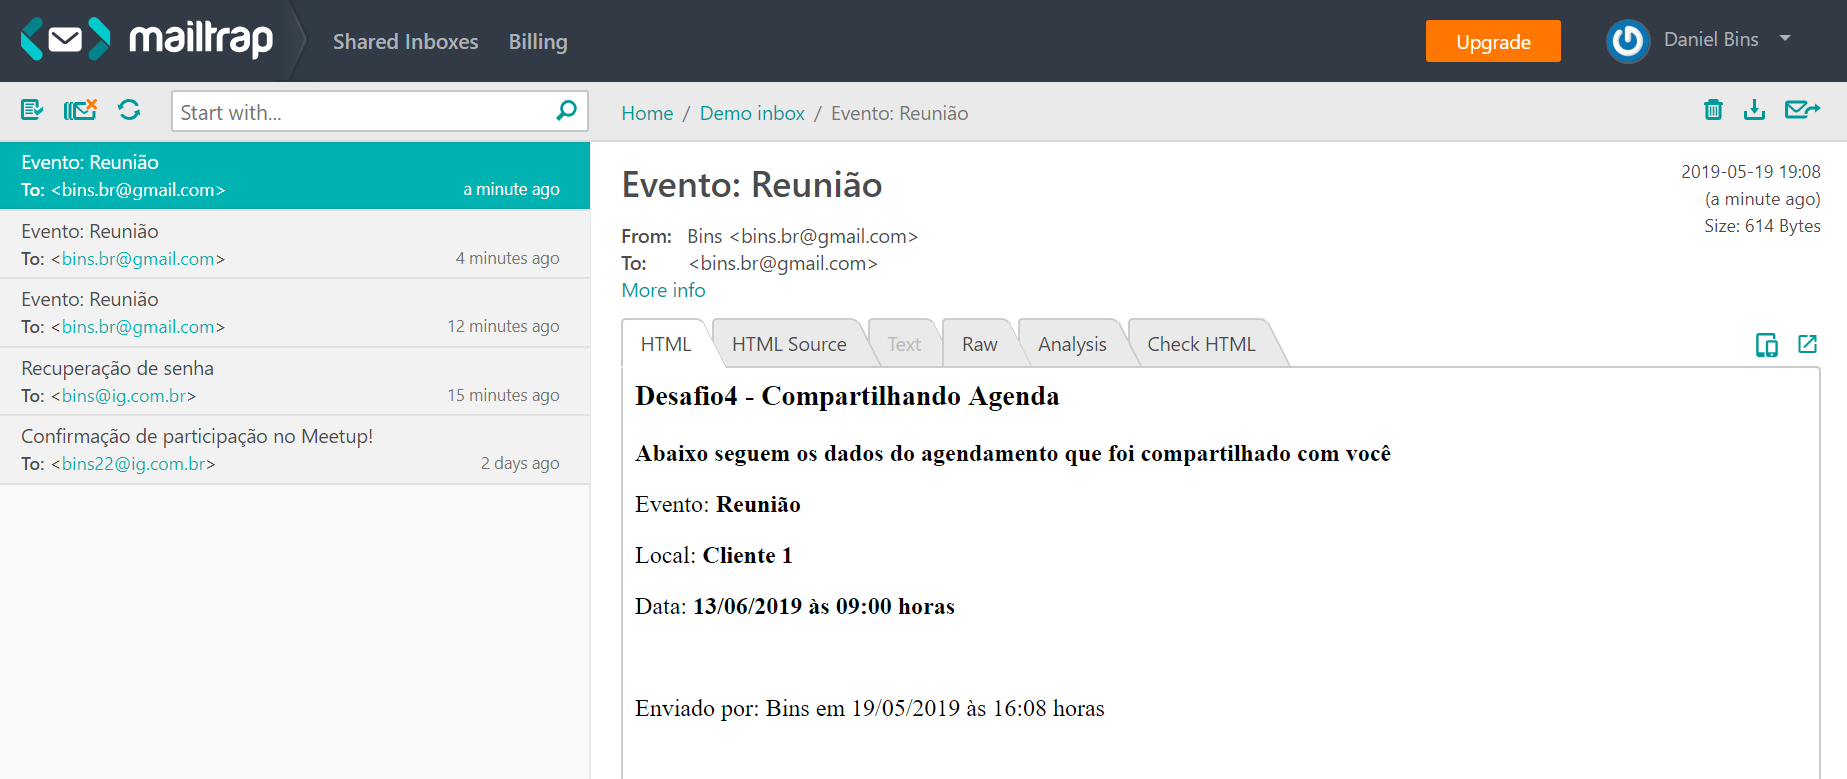 mailtrap
Shared Inboxes
Billing
Upgrade
Daniel Bins
Start with...
Home / Demo inbox / Evento: Reunião
Evento: Reunião
To: <bins.br@gmail.com>
a minute ago
Evento: Reunião
To: <bins.br@gmail.com>
4 minutes ago
Evento: Reunião
To: <bins.br@gmail.com>
12 minutes ago
Recuperação de senha
To: <bins@ig.com.br>
15 minutes ago
Confirmação de participação no Meetup!
To: <bins22@ig.com.br>
2 days ago
Evento: Reunião
2019-05-19 19:08
(a minute ago)
Size: 614 Bytes
From: Bins <bins.br@gmail.com>
To: <bins.br@gmail.com>
More info
HTML
HTML Source
Text
Raw
Analysis
Check HTML
Desafio4 - Compartilhando Agenda
Abaixo seguem os dados do agendamento que foi compartilhado com você
Evento: Reunião
Local: Cliente 1
Data: 13/06/2019 às 09:00 horas
Enviado por: Bins em 19/05/2019 às 16:08 horas